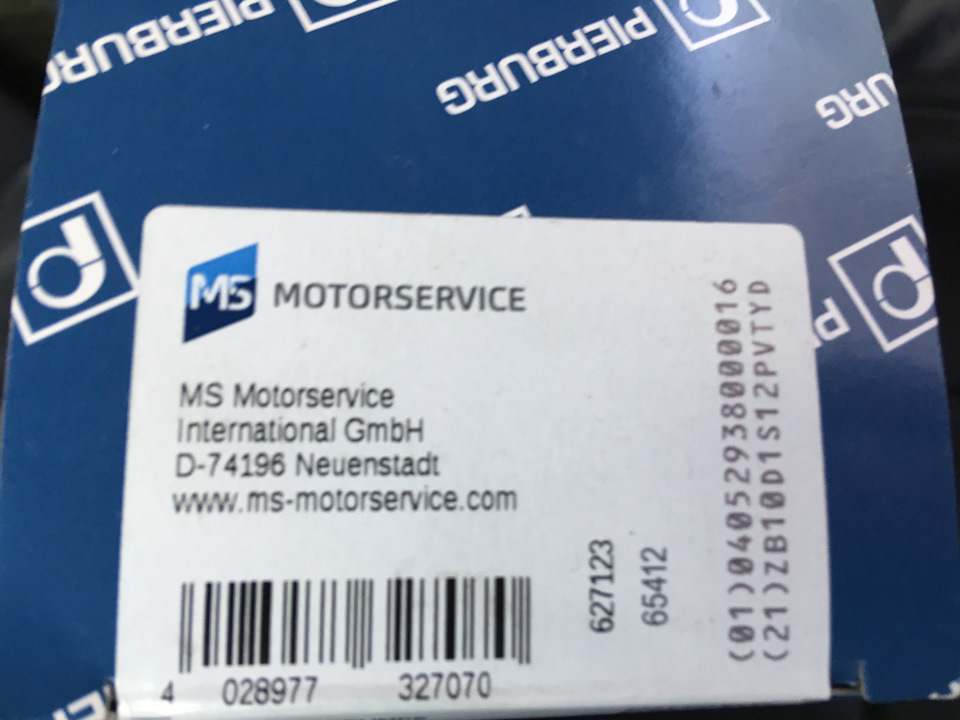 PIERBURG
PIERBURG
MS MOTORSERVICE
MS Motorservice
International GmbH
D-74196 Neuenstadt
www.ms-motorservice.com
4 028977 327070
627123
65412
(01)04052938000016
(21)ZB10D1S12PVTYD